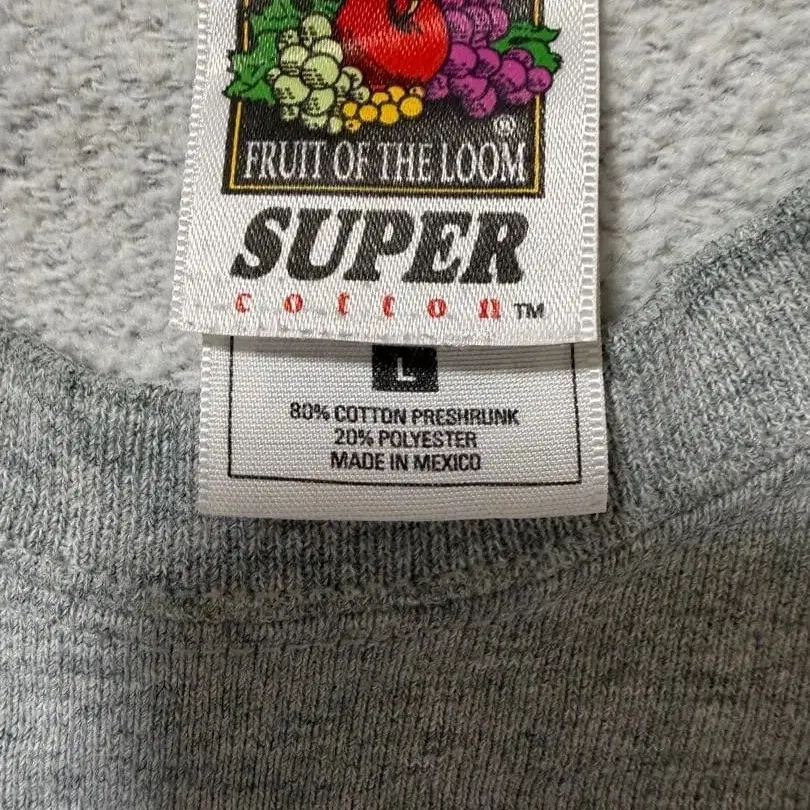 ®
FRUIT OF THE LOOM
SUPER
cotton™
L
80% COTTON PRESHRUNK
20% POLYESTER
MADE IN MEXICO